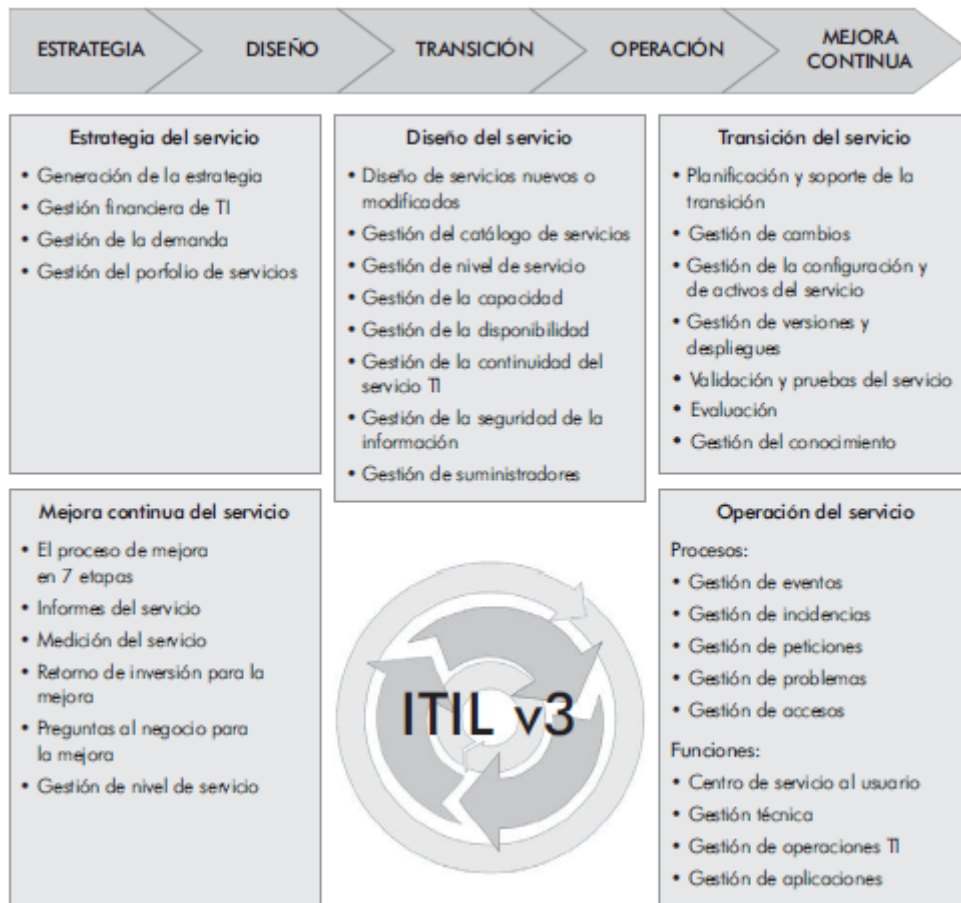 ESTRATEGIA
DISEÑO
TRANSICIÓN
OPERACIÓN
MEJORA
CONTINUA
Estrategia del servicio
• Generación de la estrategia
• Gestión financiera de TI
• Gestión de la demanda
• Gestión del porfolio de servicios
Diseño del servicio
• Diseño de servicios nuevos o
modificados
• Gestión del catálogo de servicios
• Gestión de nivel de servicio
• Gestión de la capacidad
• Gestión de la disponibilidad
• Gestión de la continuidad del
servicio TI
• Gestión de la seguridad de la
información
• Gestión de suministradores
Transición del servicio
• Planificación y soporte de la
transición
• Gestión de cambios
• Gestión de la configuración y
de activos del servicio
• Gestión de versiones y
despliegues
• Validación y pruebas del servicio
• Evaluación
• Gestión del conocimiento
Mejora continua del servicio
• El proceso de mejora
en 7 etapas
• Informes del servicio
• Medición del servicio
• Retorno de inversión para la
mejora
• Preguntas al negocio para
la mejora
• Gestión de nivel de servicio
ITIL v3
Operación del servicio
Procesos:
• Gestión de eventos
• Gestión de incidencias
• Gestión de peticiones
• Gestión de problemas
• Gestión de accesos
Funciones:
• Centro de servicio al usuario
• Gestión técnica
• Gestión de operaciones TI
• Gestión de aplicaciones